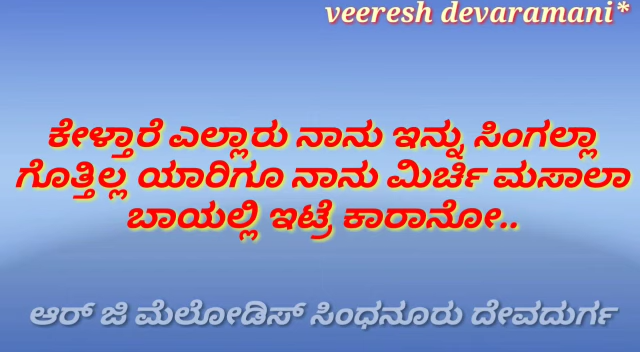 veeresh devaramani*
ಕೇಳ್ತಾರೆ ಎಲ್ಲಾರು ನಾನು ಇನ್ನು ಸಿಂಗಲ್ಲಾ
ಗೊತ್ತಿಲ್ಲ ಯಾರಿಗೂ ನಾನು ಮಿರ್ಚಿ ಮಸಾಲಾ
ಬಾಯಲ್ಲಿ ಇಟ್ರೆ ಕಾರಾನೋ..
ಆರ್ ಜಿ ಮೆಲೋಡಿಸ್ ಸಿಂಧನೂರು ದೇವದುರ್ಗ